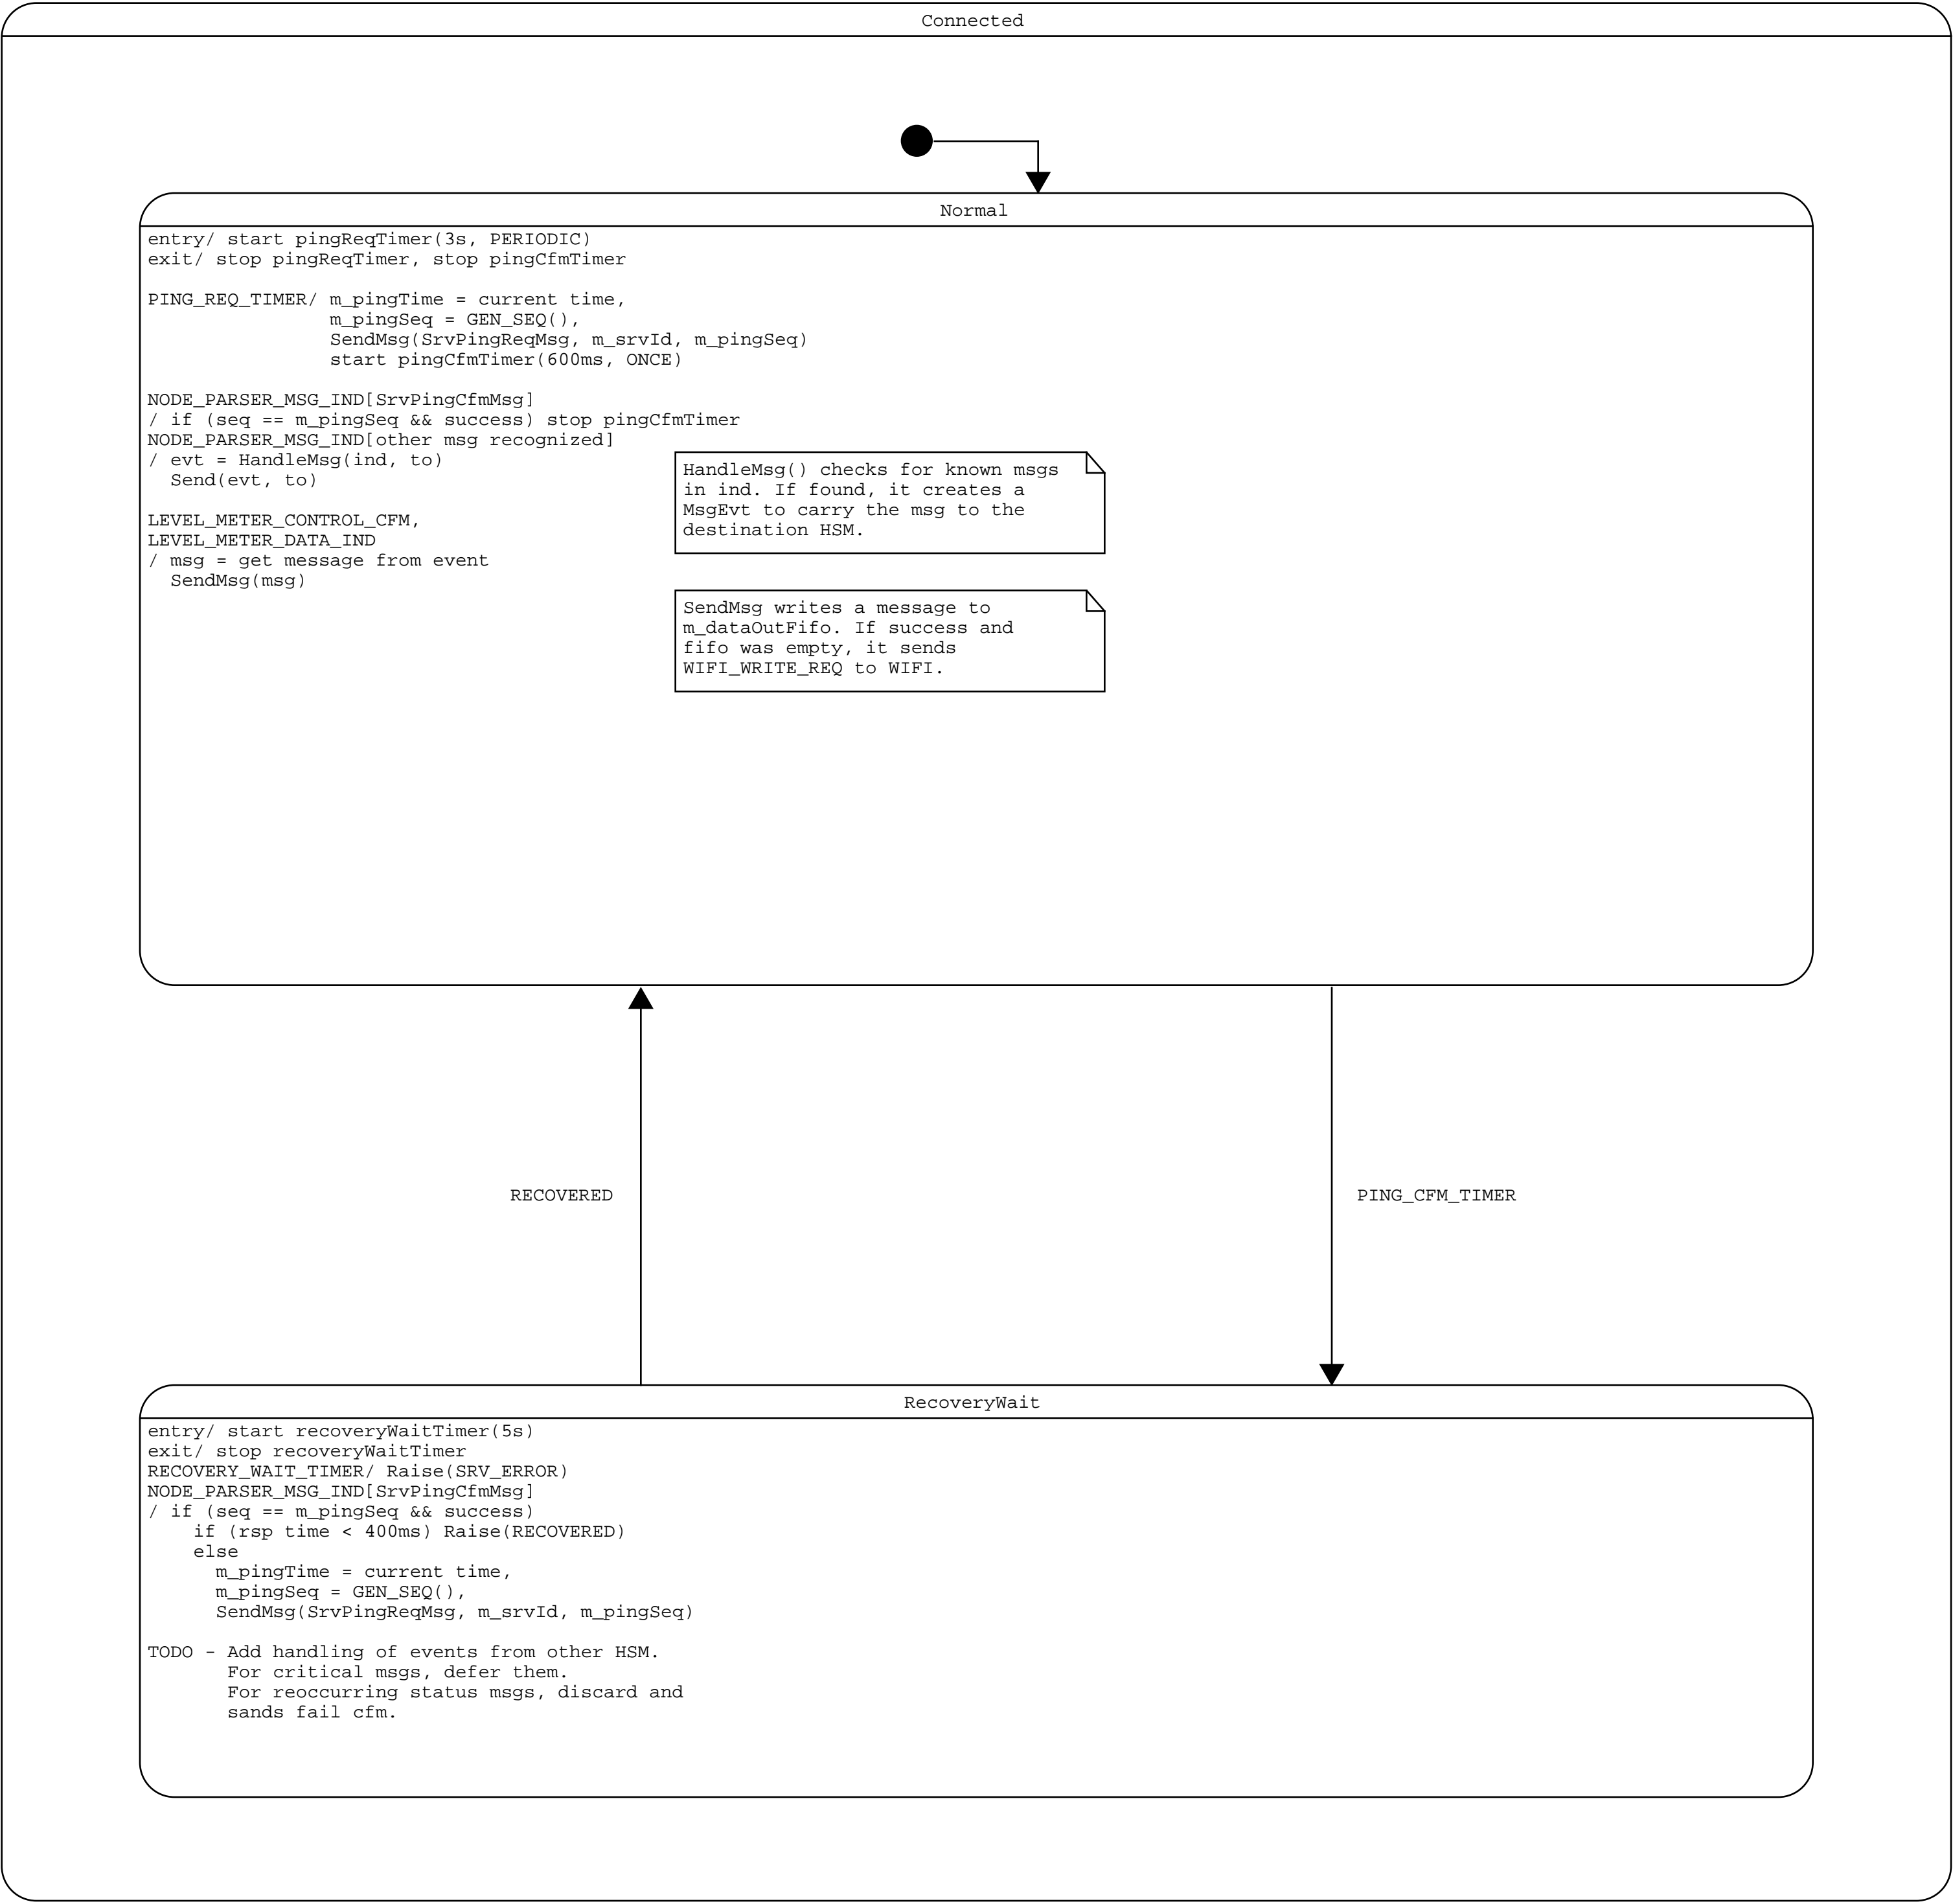 Connected
Normal
entry/ start pingReqTimer(3s, PERIODIC)
exit/ stop pingReqTimer, stop pingCfmTimer
PING_REQ_TIMER/ m_pingTime = current time,
m_pingSeq = GEN_SEQ(),
SendMsg(SrvPingReqMsg, m_srvId, m_pingSeq)
start pingCfmTimer(600ms, ONCE)
NODE_PARSER_MSG_IND[SrvPingCfmMsg]
/ if (seq == m_pingSeq && success) stop pingCfmTimer
NODE_PARSER_MSG_IND[other msg recognized]
/ evt = HandleMsg(ind, to)
Send(evt, to)
LEVEL_METER_CONTROL_CFM,
LEVEL_METER_DATA_IND
/ msg = get message from event
SendMsg(msg)
HandleMsg() checks for known msgs
in ind. If found, it creates a
MsgEvt to carry the msg to the
destination HSM.
SendMsg writes a message to
m_dataOutFifo. If success and
fifo was empty, it sends
WIFI_WRITE_REQ to WIFI.
RECOVERED
PING_CFM_TIMER
RecoveryWait
entry/ start recoveryWaitTimer(5s)
exit/ stop recoveryWaitTimer
RECOVERY_WAIT_TIMER/ Raise(SRV_ERROR)
NODE_PARSER_MSG_IND[SrvPingCfmMsg]
/ if (seq == m_pingSeq && success)
if (rsp time < 400ms) Raise(RECOVERED)
else
m_pingTime = current time,
m_pingSeq = GEN_SEQ(),
SendMsg(SrvPingReqMsg, m_srvId, m_pingSeq)
TODO - Add handling of events from other HSM.
For critical msgs, defer them.
For reoccurring status msgs, discard and
sands fail cfm.